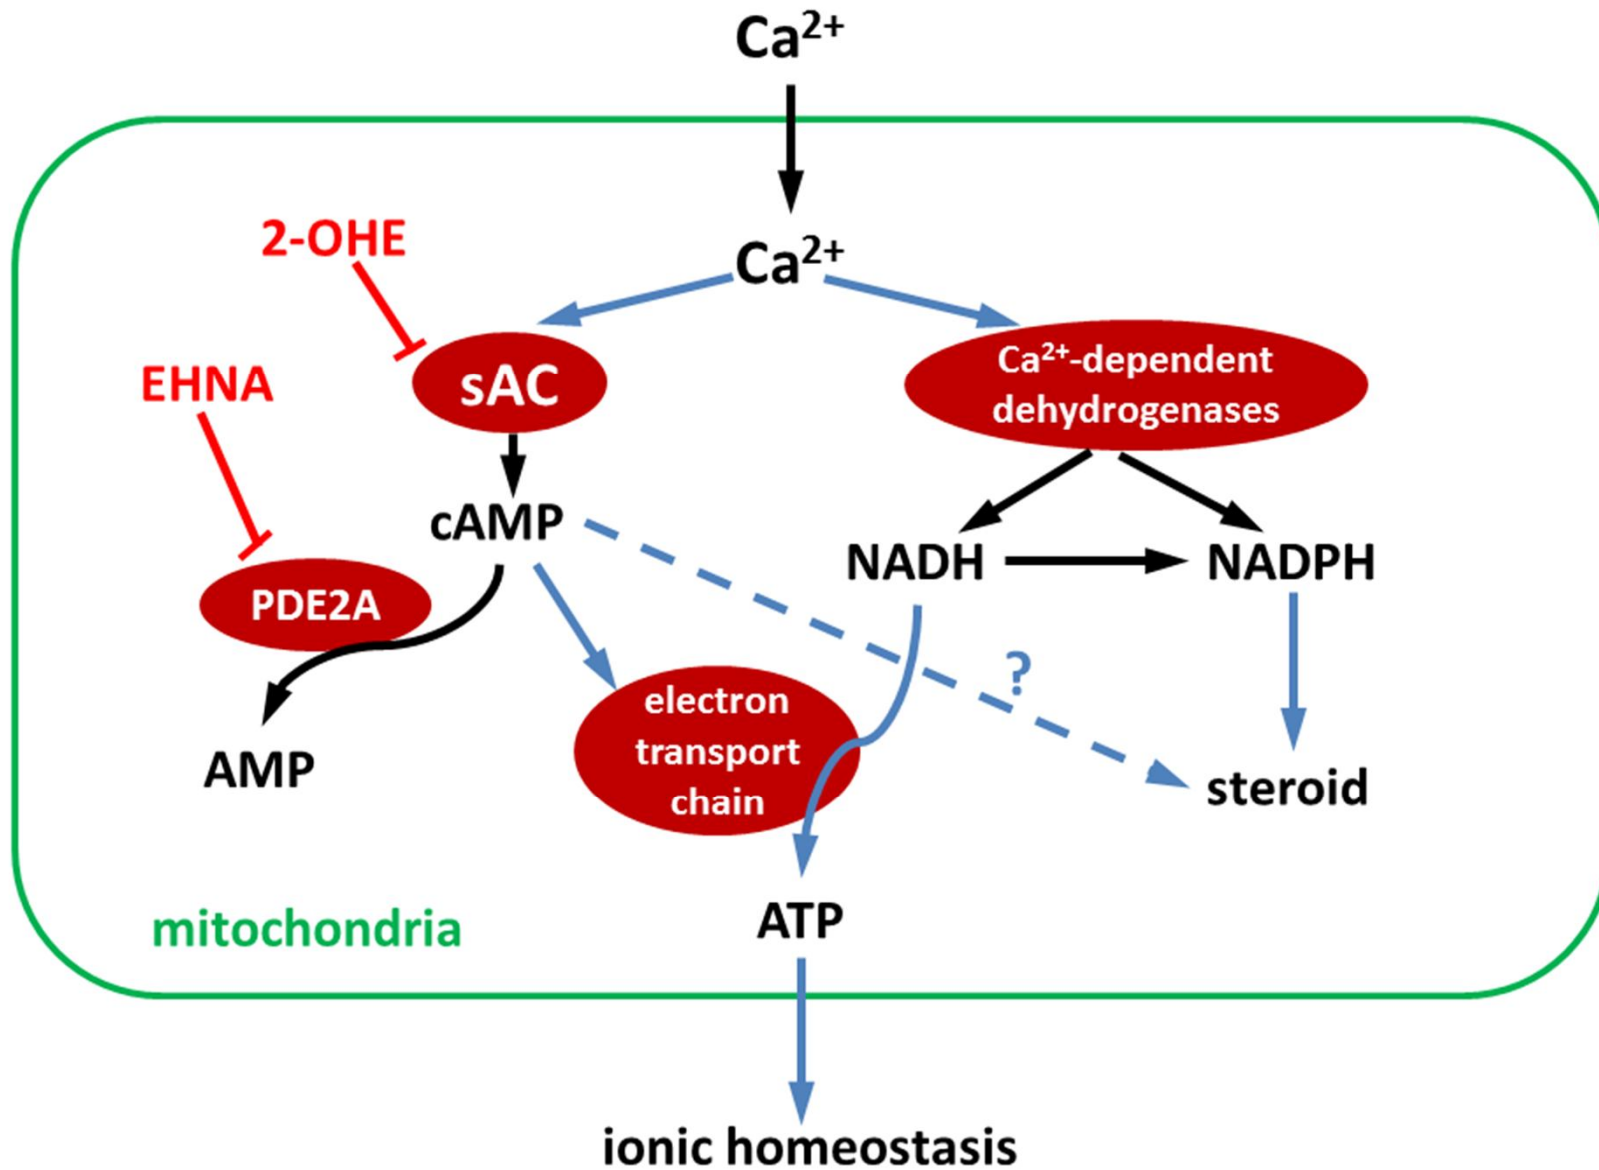 Ca²⁺
2-OHE
Ca²⁺
EHNA
sAC
Ca²⁺-dependent
dehydrogenases
cAMP
NADH
NADPH
PDE2A
?
electron
transport
chain
AMP
steroid
ATP
mitochondria
ionic homeostasis